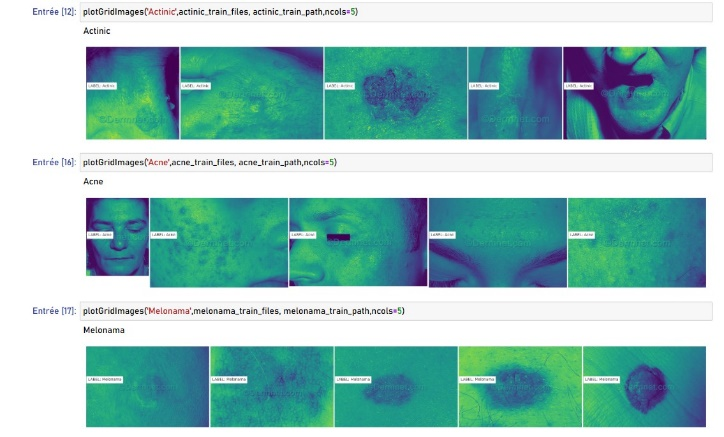 Entrée [12]: plotGridImages('Actinic',actinic_train_files, actinic_train_path,ncols=5)
Actinic
LABEL: Actinic LABEL: Actinic LABEL: Actinic LABEL: Actinic LABEL: Actinic
Entrée [16]: plotGridImages('Acne',acne_train_files, acne_train_path,ncols=5)
Acne
LABEL: Acne LABEL: Acne LABEL: Acne LABEL: Acne LABEL: Acne
Entrée [17]: plotGridImages('Melonama',melonama_train_files, melonama_train_path,ncols=5)
Melonama
LABEL: Melonama LABEL: Melonama LABEL: Melonama LABEL: Melonama LABEL: Melonama